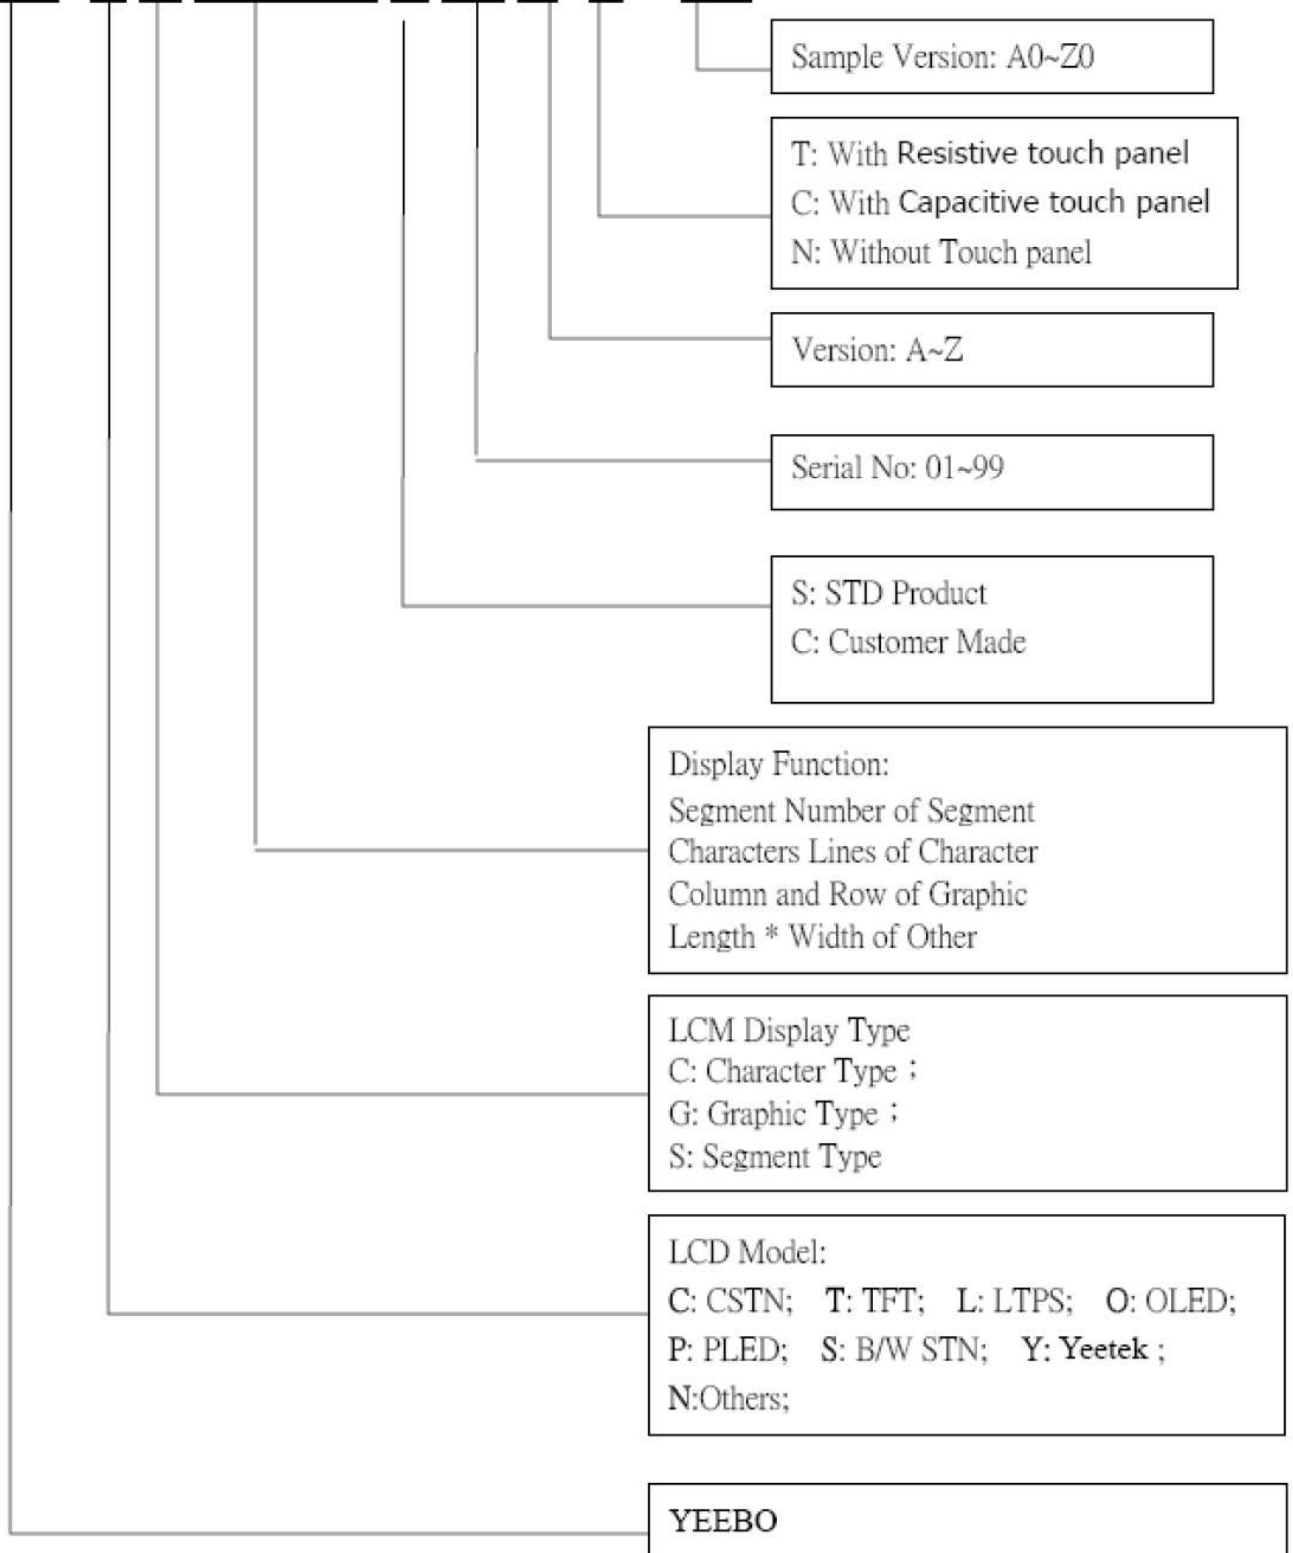 Sample Version: A0~Z0
T: With Resistive touch panel
C: With Capacitive touch panel
N: Without Touch panel
Version: A~Z
Serial No: 01~99
S: STD Product
C: Customer Made
Display Function:
Segment Number of Segment
Characters Lines of Character
Column and Row of Graphic
Length * Width of Other
LCM Display Type
C: Character Type；
G: Graphic Type；
S: Segment Type
LCD Model:
C: CSTN; T: TFT; L: LTPS; O: OLED;
P: PLED; S: B/W STN; Y: Yeetek ;
N:Others;
YEEBO